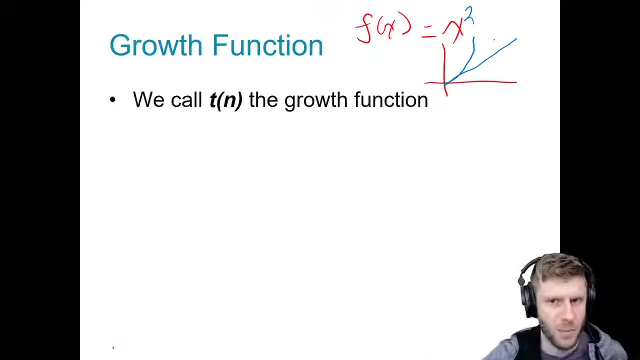 f(x) = x²
Growth Function
• We call t(n) the growth function